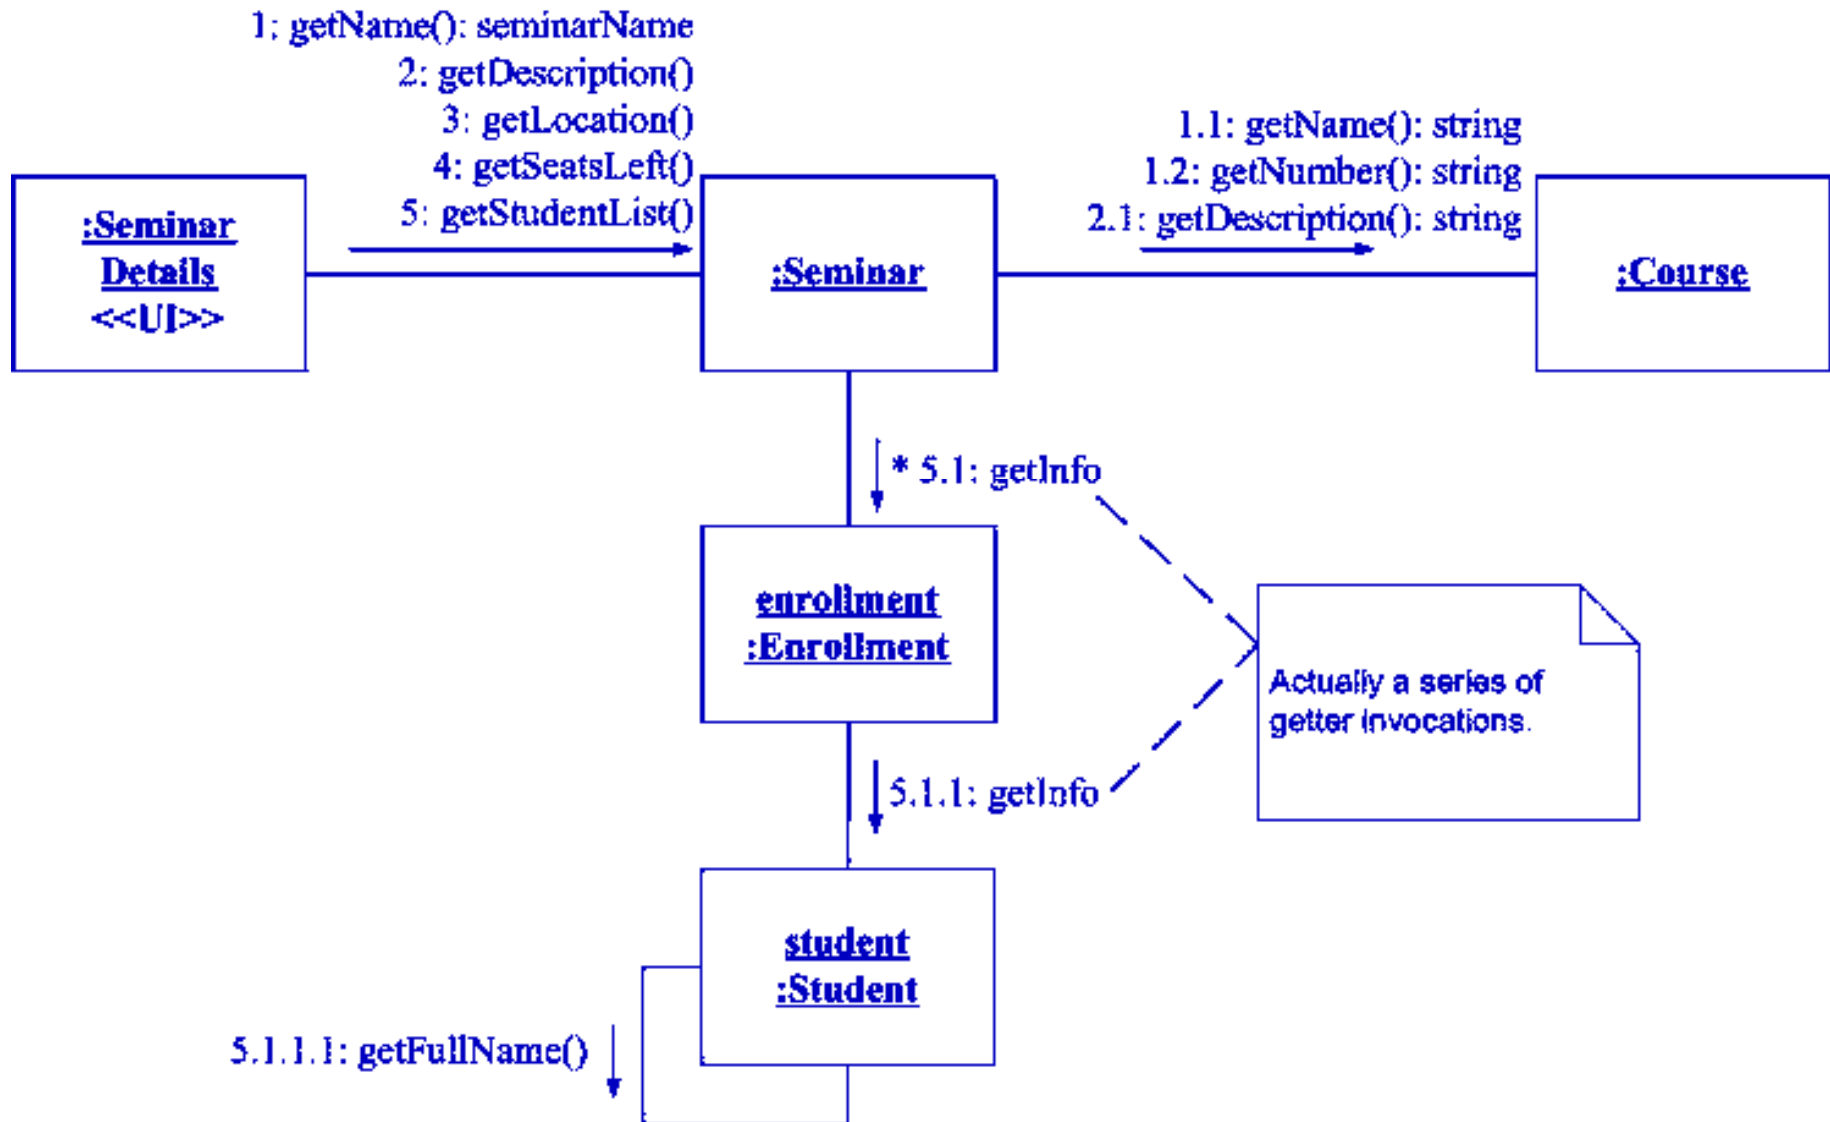 1: getName(): seminarName
2: getDescription()
3: getLocation()
4: getSeatsLeft()
5: getStudentList()
1.1: getName(): string
1.2: getNumber(): string
2.1: getDescription(): string
:Seminar
Details
<<UI>>
:Seminar
:Course
* 5.1: getInfo
enrollment
:Enrollment
Actually a series of
getter invocations.
5.1.1: getInfo
student
:Student
5.1.1.1: getFullName()